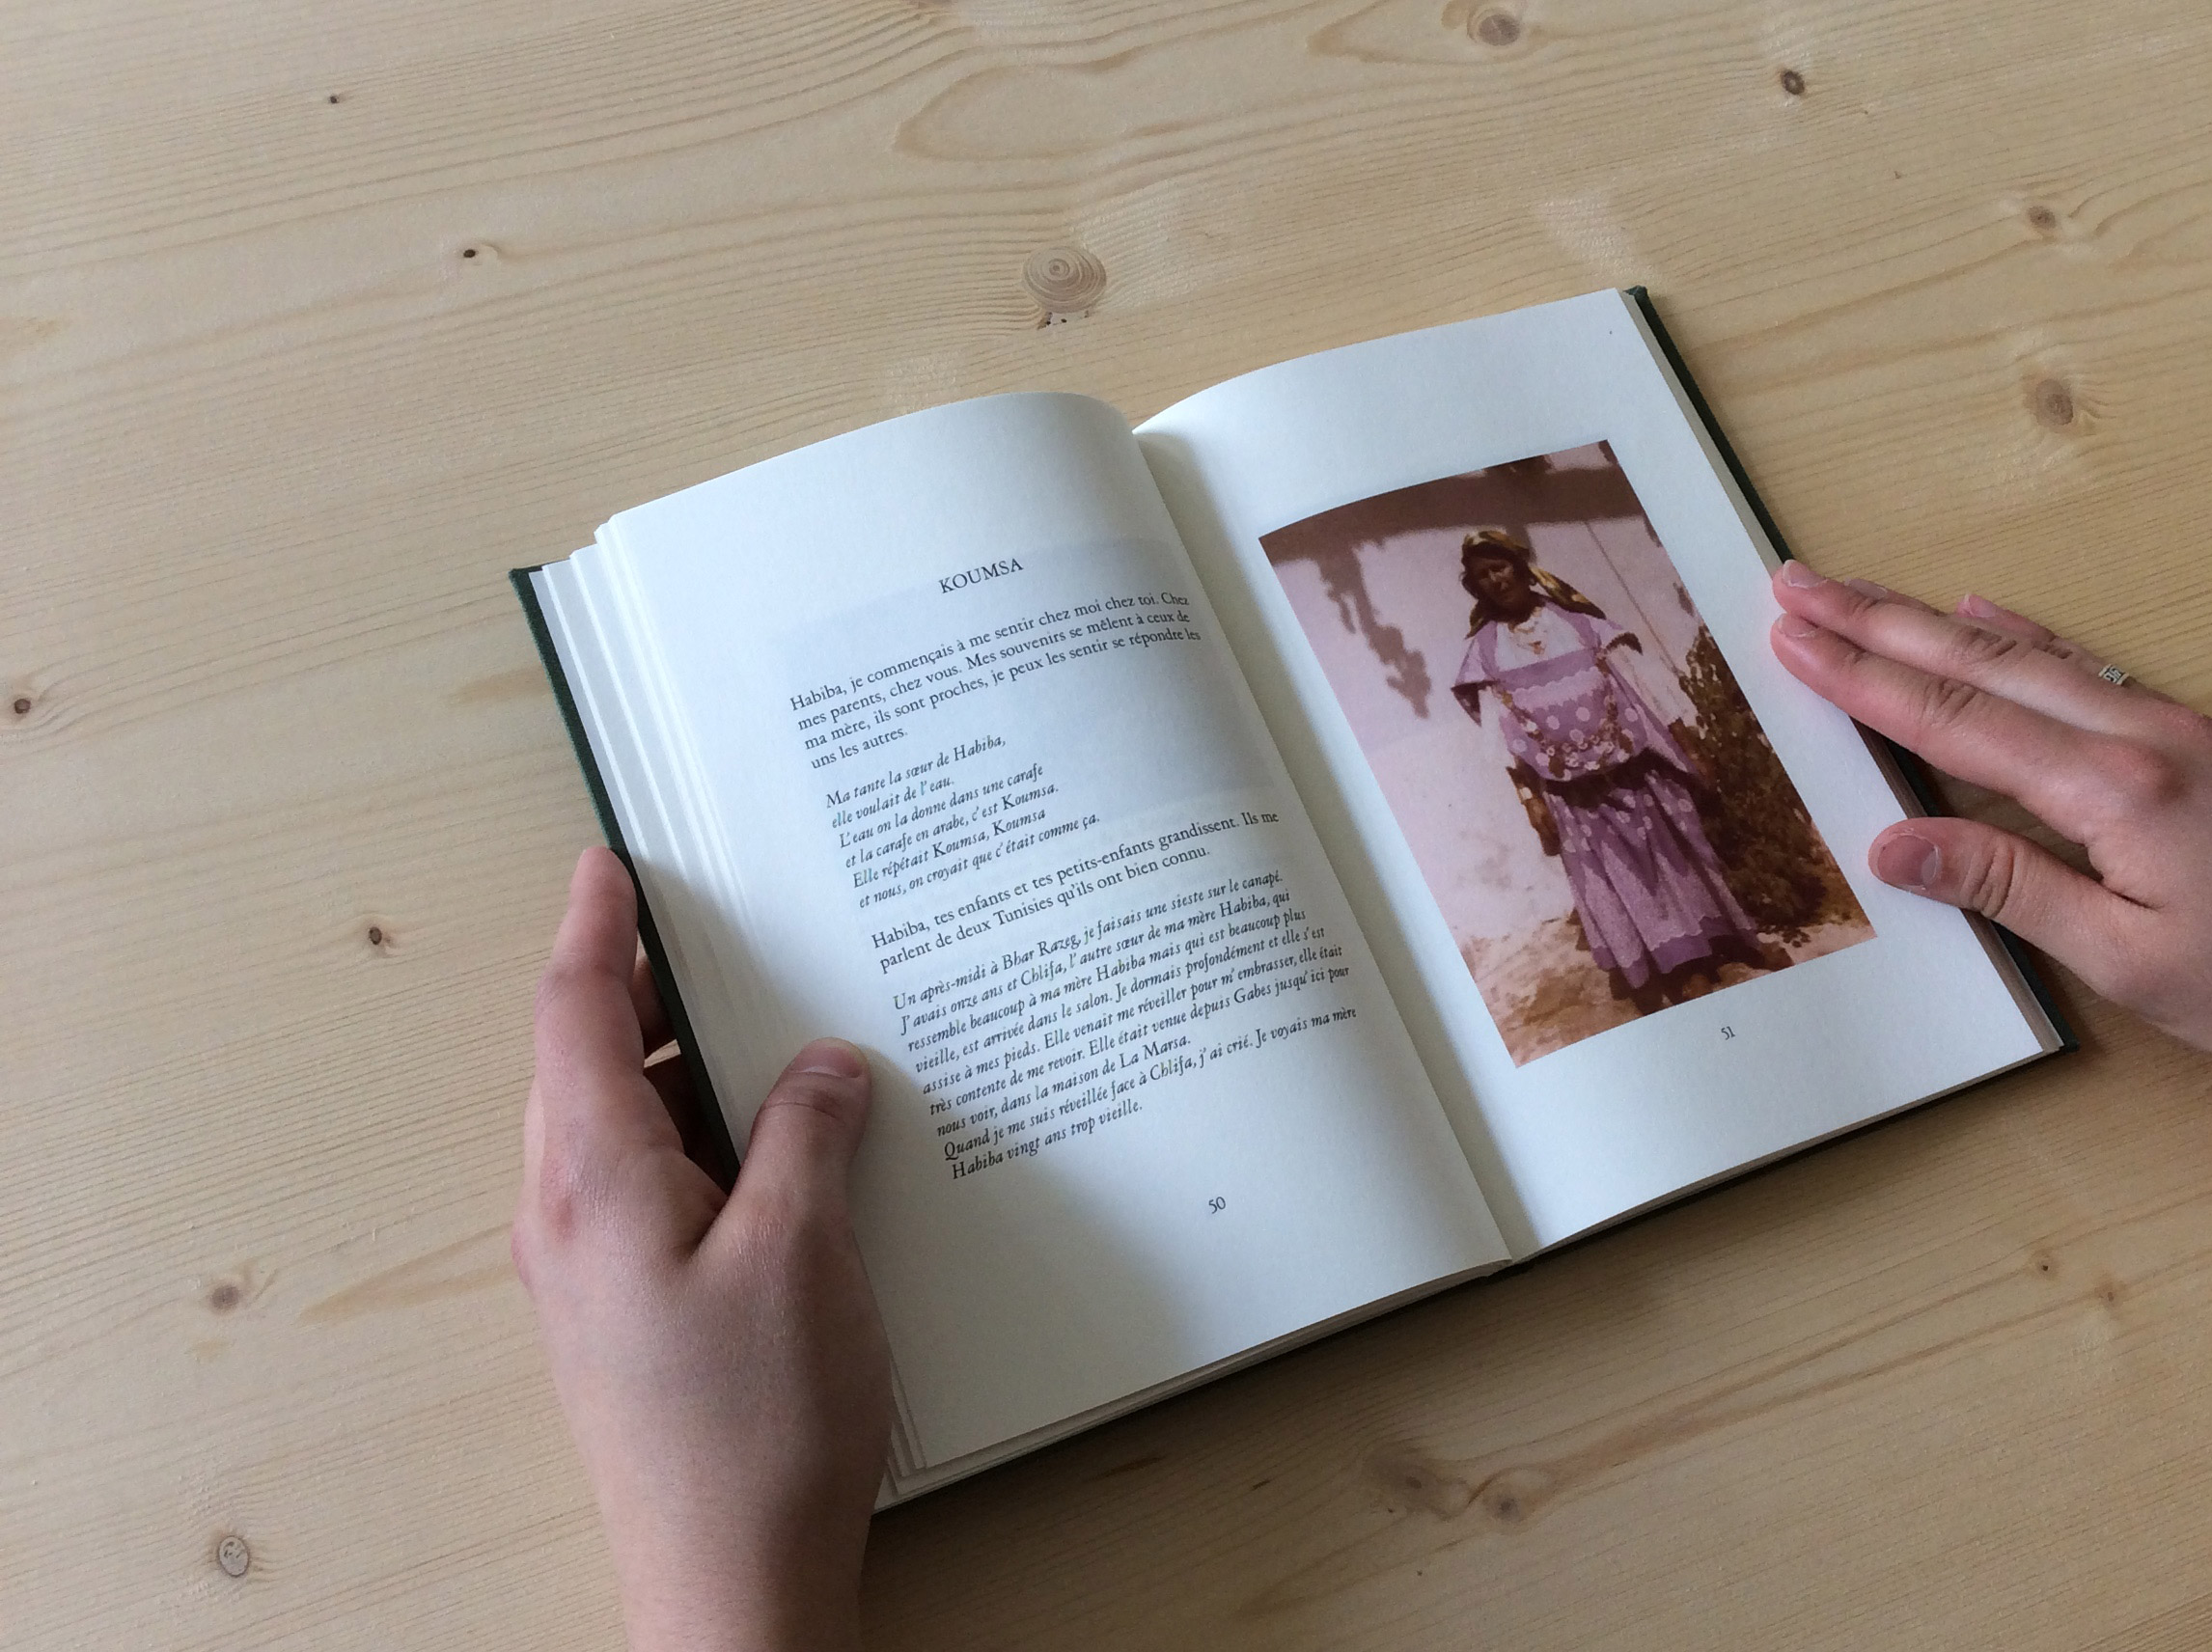 KOUMSA
Habiba, je commençais à me sentir chez moi chez toi. Chez
mes parents, chez vous. Mes souvenirs se mêlent à ceux de
ma mère, ils sont proches, je peux les sentir se répondre les
uns les autres.
Ma tante la sœur de Habiba,
elle voulait de l'eau.
L'eau on la donne dans une carafe
et la carafe en arabe, c'est Koumsa.
Elle répétait Koumsa, Koumsa
et nous, on croyait que c'était comme ça.
Habiba, tes enfants et tes petits-enfants grandissent. Ils me
parlent de deux Tunisies qu'ils ont bien connu.
Un après-midi à Bhar Razeg, je faisais une sieste sur le canapé.
J'avais onze ans et Chlifa, l'autre sœur de ma mère Habiba, qui
ressemble beaucoup à ma mère Habiba mais qui est beaucoup plus
vieille, est arrivée dans le salon. Je dormais profondément et elle s'est
assise à mes pieds. Elle venait me réveiller pour m'embrasser, elle était
très contente de me revoir. Elle était venue depuis Gabes jusqu'ici pour
nous voir, dans la maison de La Marsa.
Quand je me suis réveillée face à Chlifa, j'ai crié. Je voyais ma mère
Habiba vingt ans trop vieille.
50
51